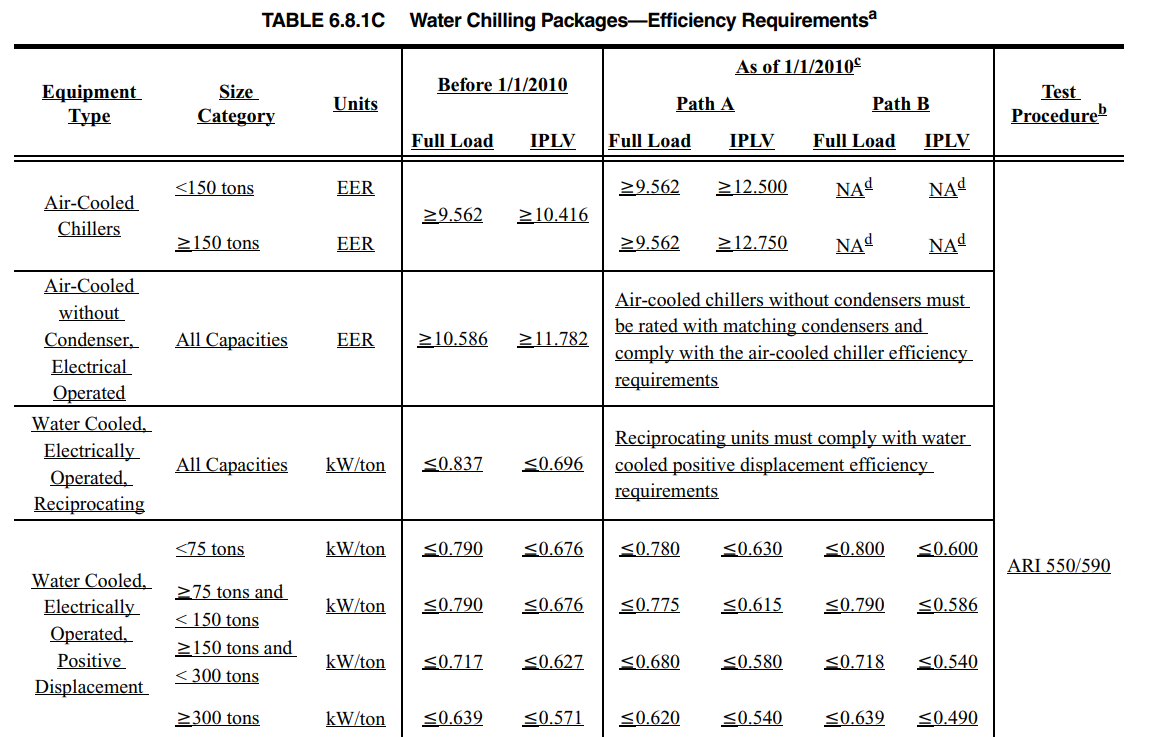 TABLE 6.8.1C Water Chilling Packages—Efficiency Requirementsa
Equipment Type Size Category Units Before 1/1/2010 As of 1/1/2010c Test Procedureb
Path A Path B
Full Load IPLV Full Load IPLV Full Load IPLV
Air-Cooled Chillers <150 tons EER ≥9.562 ≥10.416 ≥9.562 ≥12.500 NAd NAd
≥150 tons EER ≥9.562 ≥12.750 NAd NAd
Air-Cooled
without
Condenser,
Electrical
Operated
All Capacities EER ≥10.586 ≥11.782
Air-cooled chillers without condensers must
be rated with matching condensers and
comply with the air-cooled chiller efficiency
requirements
Water Cooled,
Electrically
Operated,
Reciprocating
All Capacities kW/ton ≤0.837 ≤0.696
Reciprocating units must comply with water
cooled positive displacement efficiency
requirements
Water Cooled,
Electrically
Operated,
Positive
Displacement
<75 tons kW/ton ≤0.790 ≤0.676 ≤0.780 ≤0.630 ≤0.800 ≤0.600
≥75 tons and
< 150 tons kW/ton ≤0.790 ≤0.676 ≤0.775 ≤0.615 ≤0.790 ≤0.586
≥150 tons and
< 300 tons kW/ton ≤0.717 ≤0.627 ≤0.680 ≤0.580 ≤0.718 ≤0.540
≥300 tons kW/ton ≤0.639 ≤0.571 ≤0.620 ≤0.540 ≤0.639 ≤0.490
ARI 550/590